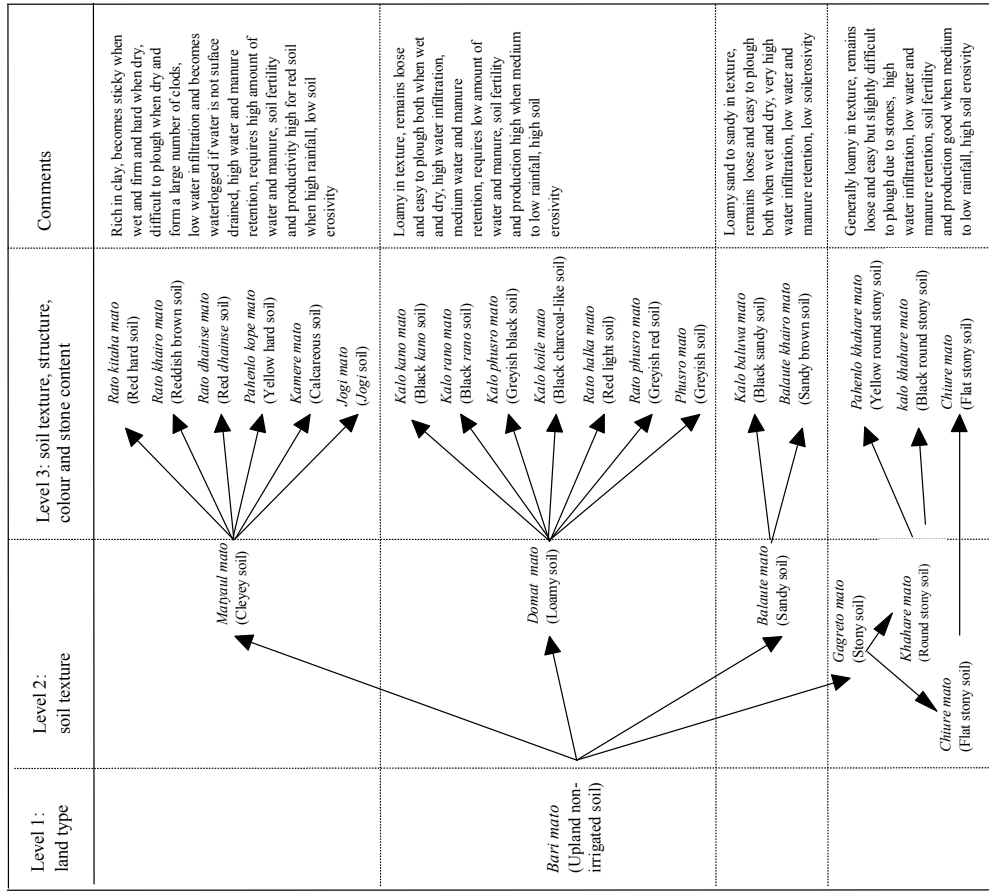 Level 1:
land type
Level 2:
soil texture
Level 3: soil texture, structure,
colour and stone content
Comments
Bari mato
(Upland non-
irrigated soil)
Matyaul mato
(Cleyey soil)
Rato kitaha mato
(Red hard soil)
Rato khairo mato
(Reddish brown soil)
Rato dhainse mato
(Red dhainse soil)
Pahenlo kope mato
(Yellow hard soil)
Kamere mato
(Calcareous soil)
Jogi mato
(Jogi soil)
Rich in clay, becomes sticky when
wet and firm and hard when dry,
difficult to plough when dry and
form a large number of clods,
low water infiltration and becomes
waterlogged if water is not suface
drained, high water and manure
retention, requires high amount of
water and manure, soil fertility
and productivity high for red soil
when high rainfall, low soil
erosivity
Domat mato
(Loamy soil)
Kalo kano mato
(Black kano soil)
Kalo rano mato
(Black rano soil)
Kalo phusro mato
(Greyish black soil)
Kalo koile mato
(Black charcoal-like soil)
Rato halka mato
(Red light soil)
Rato phusro mato
(Greyish red soil)
Phusro mato
(Greyish soil)
Loamy in texture, remains loose
and easy to plough both when wet
and dry, high water infiltration,
medium water and manure
retention, requires low amount of
water and manure, soil fertility
and production high when medium
to low rainfall, high soil
erosivity
Balaute mato
(Sandy soil)
Kalo baluwa mato
(Black sandy soil)
Balaute khairo mato
(Sandy brown soil)
Loamy sand to sandy in texture,
remains loose and easy to plough
both when wet and dry, very high
water infiltration, low water and
manure retention, low soilerosivity
Gagreto mato
(Stony soil)
Khahare mato
(Round stony soil)
Chiure mato
(Flat stony soil)
Pahenlo khahare mato
(Yellow round stony soil)
kalo khahare mato
(Black round stony soil)
Chiure mato
(Flat stony soil)
Generally loamy in texture, remains
loose and easy but slightly difficult
to plough due to stones, high
water infiltration, low water and
manure retention, soil fertility
and production good when medium
to low rainfall, high soil erosivity